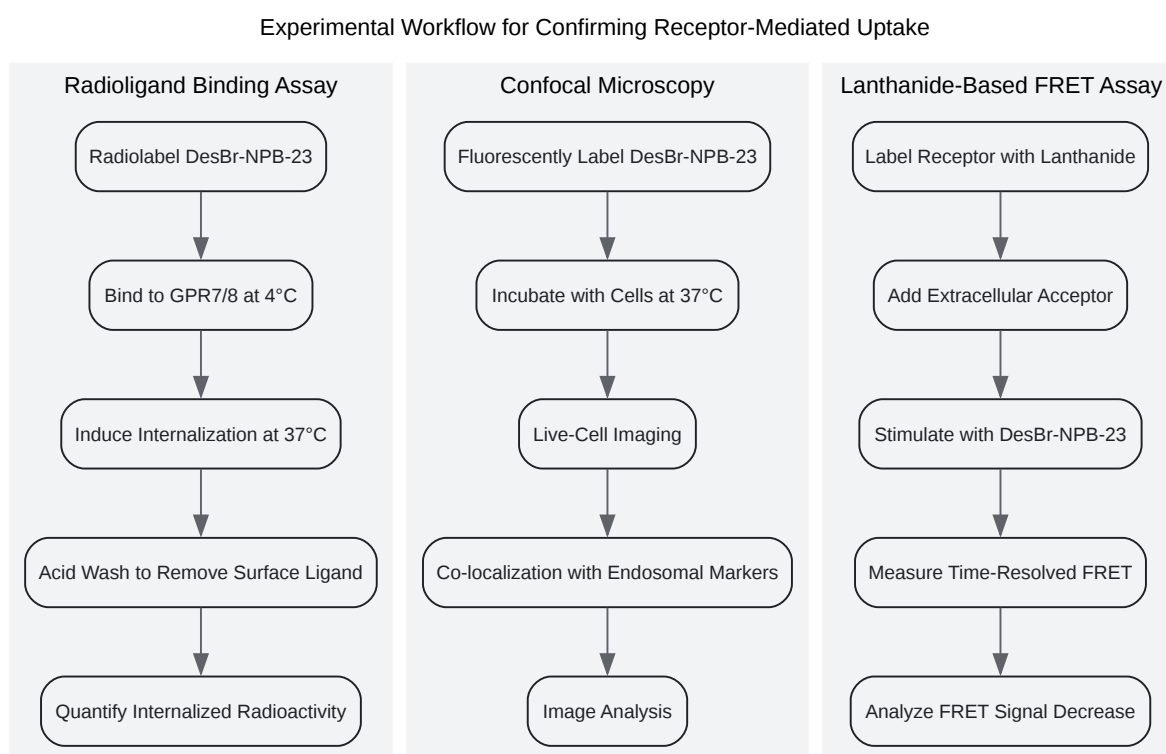 Experimental Workflow for Confirming Receptor-Mediated Uptake
Radioligand Binding Assay
Radiolabel DesBr-NPB-23
Bind to GPR7/8 at 4°C
Induce Internalization at 37°C
Acid Wash to Remove Surface Ligand
Quantify Internalized Radioactivity
Confocal Microscopy
Fluorescently Label DesBr-NPB-23
Incubate with Cells at 37°C
Live-Cell Imaging
Co-localization with Endosomal Markers
Image Analysis
Lanthanide-Based FRET Assay
Label Receptor with Lanthanide
Add Extracellular Acceptor
Stimulate with DesBr-NPB-23
Measure Time-Resolved FRET
Analyze FRET Signal Decrease